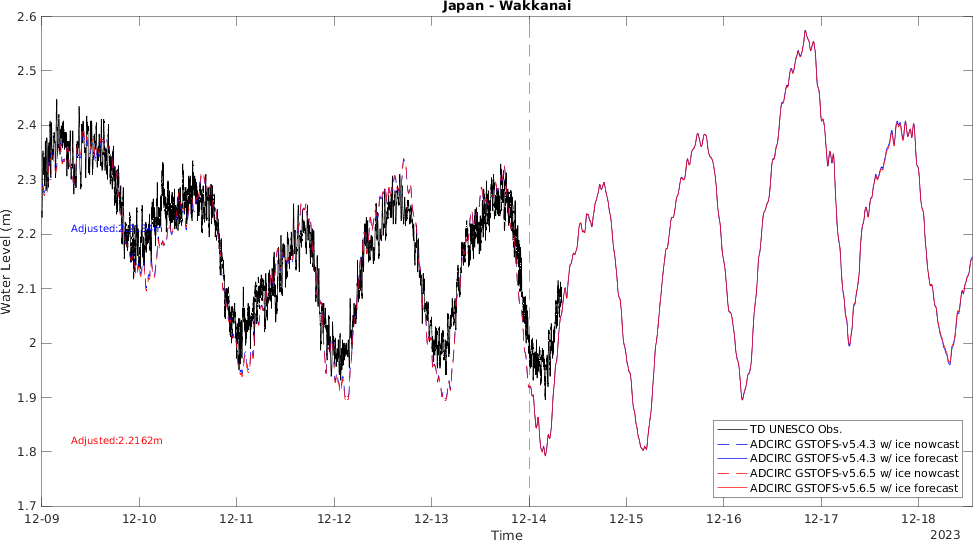 Japan - Wakkanai
2.6
2.5
2.4
2.3
2.2
2.1
2
1.9
1.8
1.7
Water Level (m)
Adjusted:
Adjusted:2.2162m
TD UNESCO Obs.
ADCIRC GSTOFS-v5.4.3 w/ ice nowcast
ADCIRC GSTOFS-v5.4.3 w/ ice forecast
ADCIRC GSTOFS-v5.6.5 w/ ice nowcast
ADCIRC GSTOFS-v5.6.5 w/ ice forecast
12-09 12-10 12-11 12-12 12-13 12-14 12-15 12-16 12-17 12-18
Time
2023